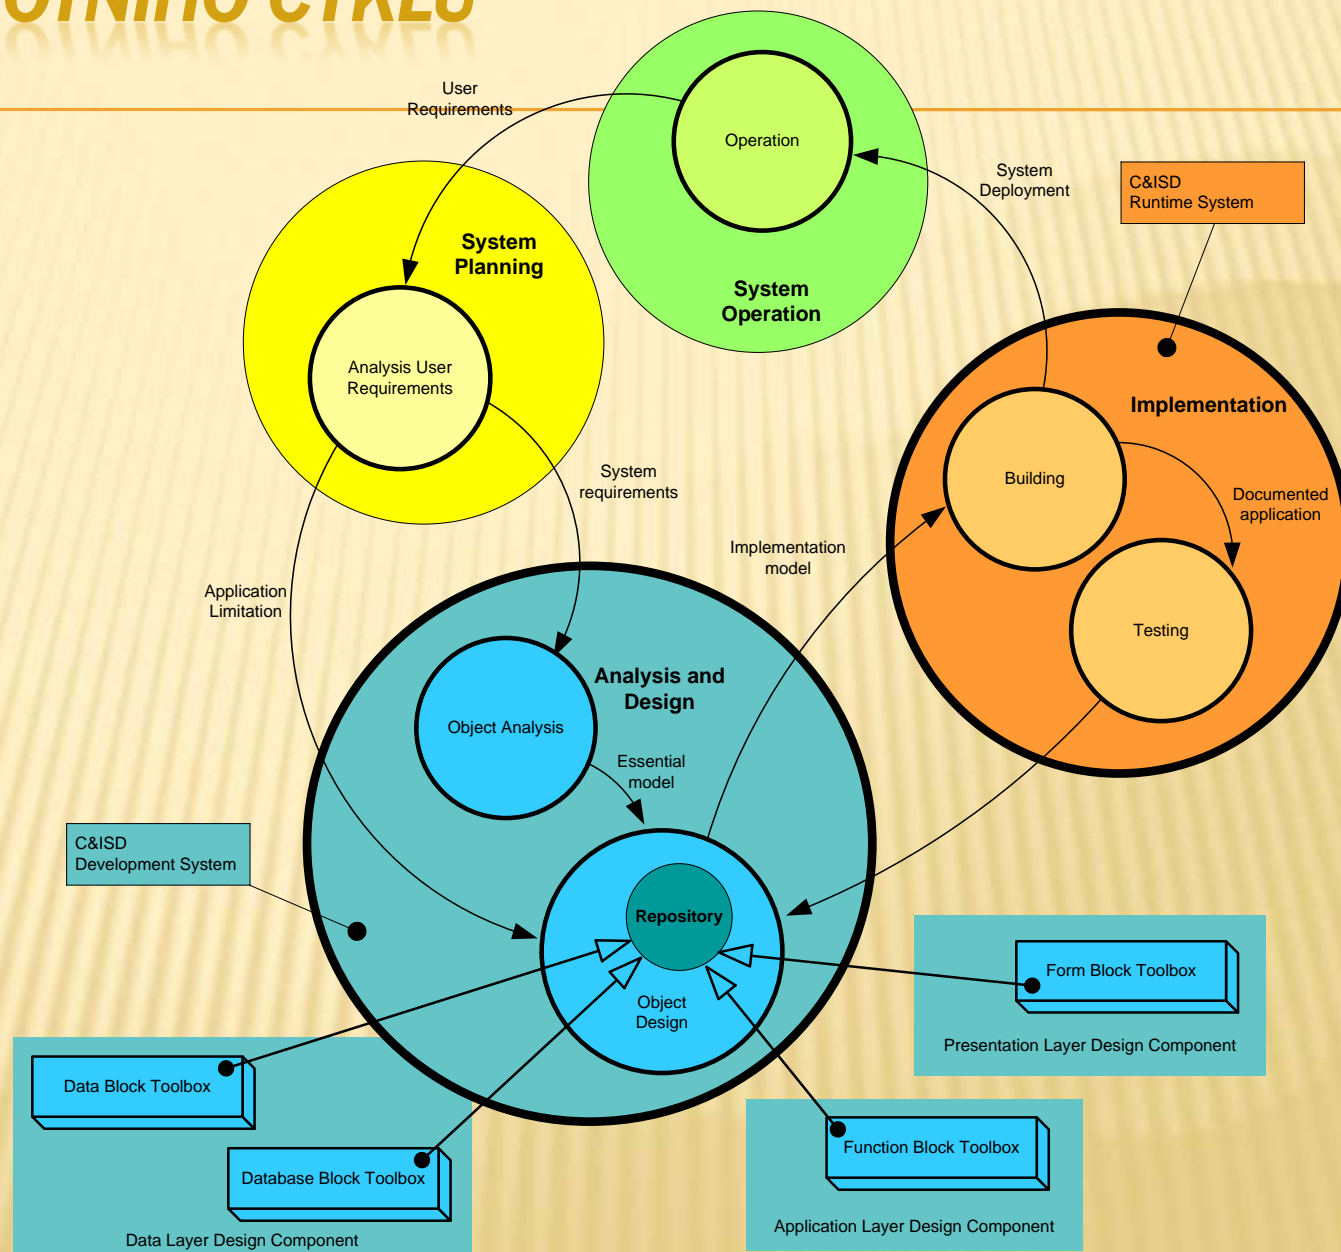 CYKLU
User
Requirements
Operation
System
Deployment
C&ISD
Runtime System
System
Planning
System
Operation
Analysis User
Requirements
Implementation
Building
Documented
application
Testing
System
requirements
Implementation
model
Application
Limitation
Analysis and
Design
Object Analysis
Essential
model
C&ISD
Development System
Repository
Object
Design
Form Block Toolbox
Presentation Layer Design Component
Data Block Toolbox
Database Block Toolbox
Data Layer Design Component
Function Block Toolbox
Application Layer Design Component